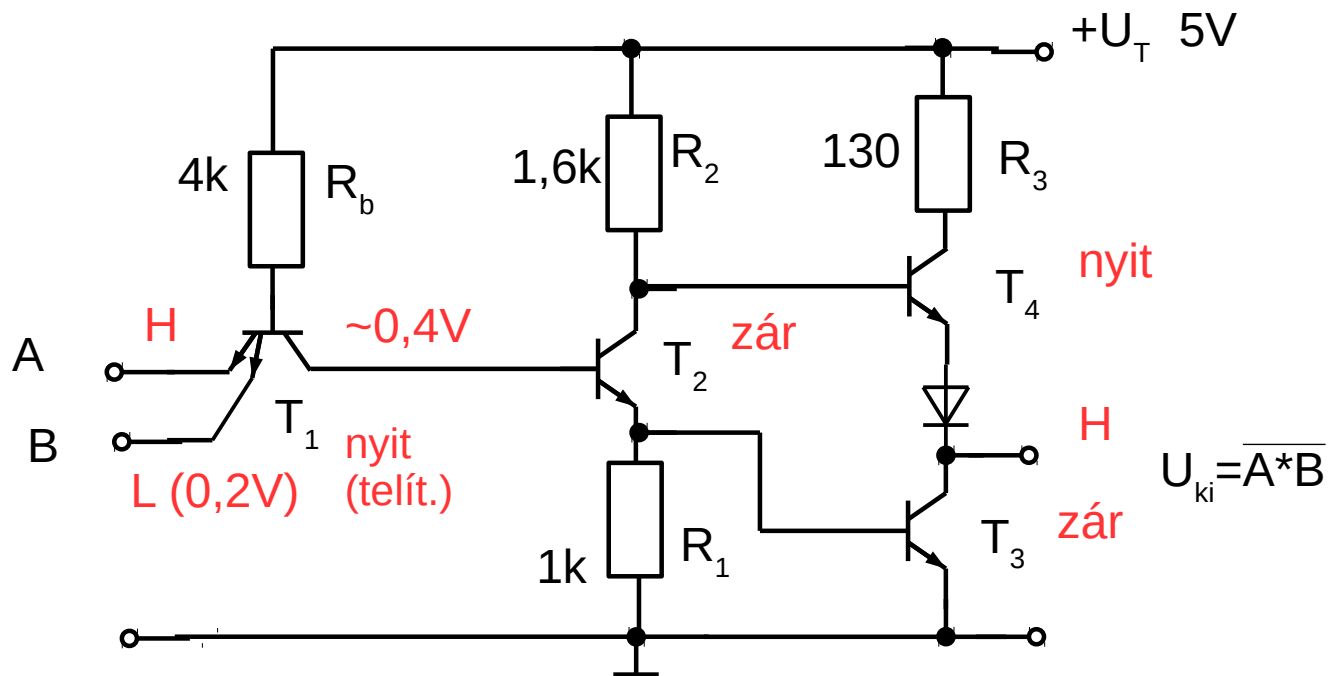 +U_T 5V
4k
R_b
1,6k
R_2
130
R_3
nyit
T_4
H
~0,4V
zár
A
T_2
B
T_1
nyit
(telít.)
L (0,2V)
H
U_ki=A̅*̅B̅
zár
T_3
1k
R_1